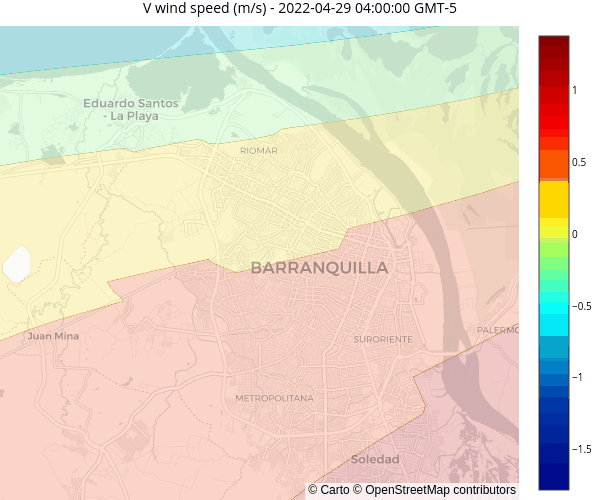 V wind speed (m/s) - 2022-04-29 04:00:00 GMT-5
Eduardo Santos
- La Playa
RIOMAR
BARRANQUILLA
Juan Mina
SURORIENTE
PALERMO
METROPOLITANA
Soledad
© Carto © OpenStreetMap contributors
1
0.5
0
−0.5
−1
−1.5